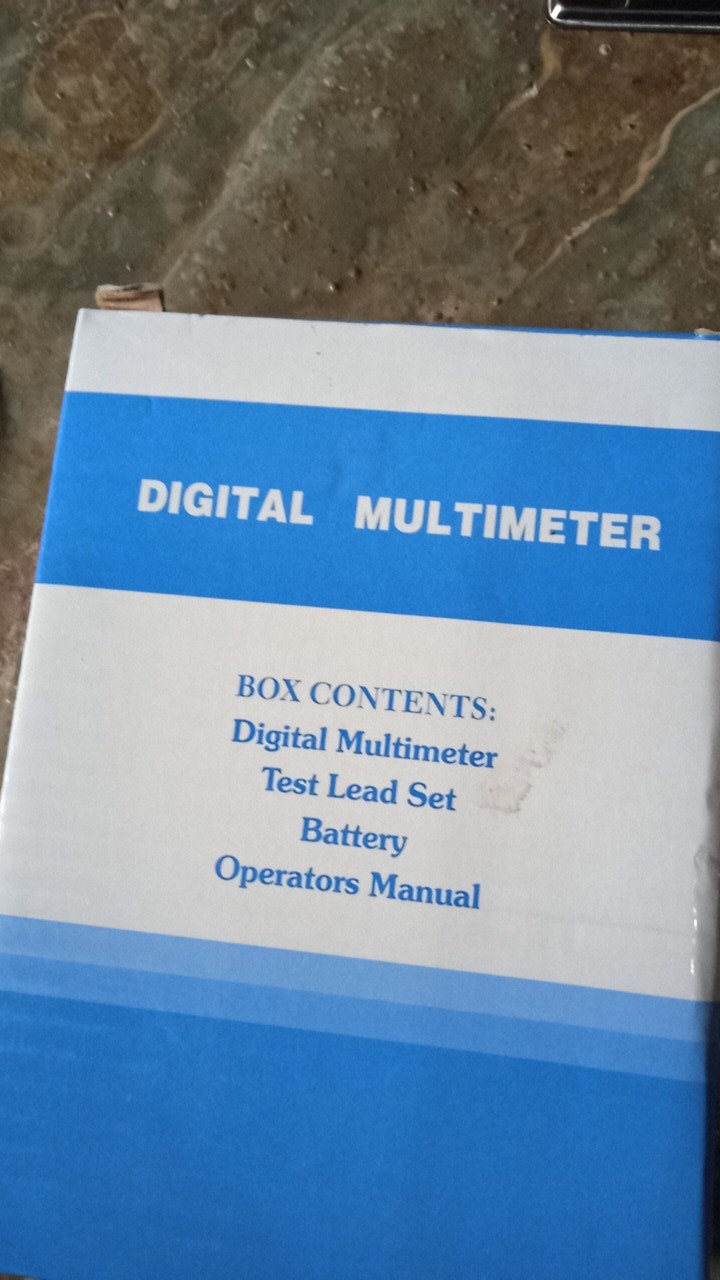 DIGITAL MULTIMETER
BOX CONTENTS:
Digital Multimeter
Test Lead Set
Battery
Operators Manual